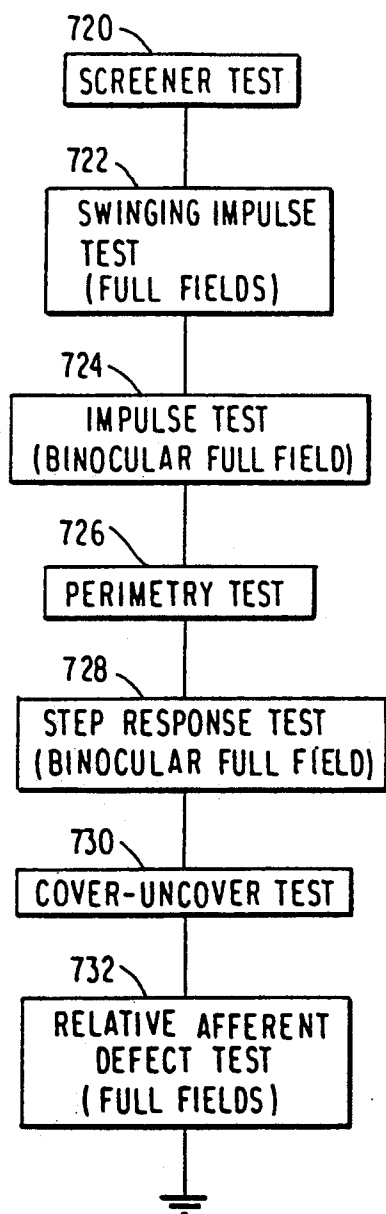 720
SCREENER TEST
722
SWINGING IMPULSE
TEST
(FULL FIELDS)
724
IMPULSE TEST
(BINOCULAR FULL FIELD)
726
PERIMETRY TEST
728
STEP RESPONSE TEST
(BINOCULAR FULL FIELD)
730
COVER-UNCOVER TEST
732
RELATIVE AFFERENT
DEFECT TEST
(FULL FIELDS)